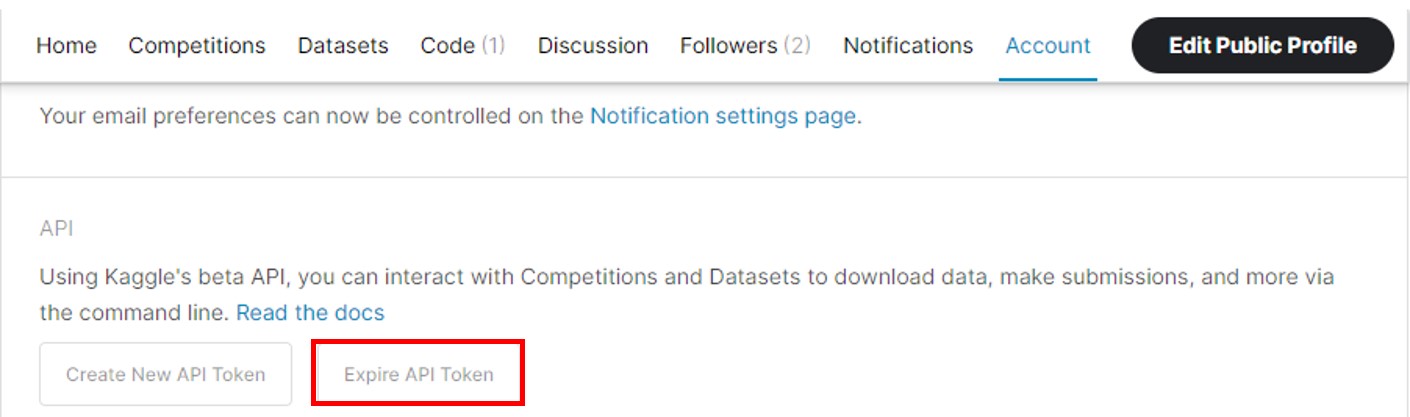 Home Competitions Datasets Code (1) Discussion Followers (2) Notifications Account Edit Public Profile
Your email preferences can now be controlled on the Notification settings page.
API
Using Kaggle's beta API, you can interact with Competitions and Datasets to download data, make submissions, and more via
the command line. Read the docs
Create New API Token Expire API Token